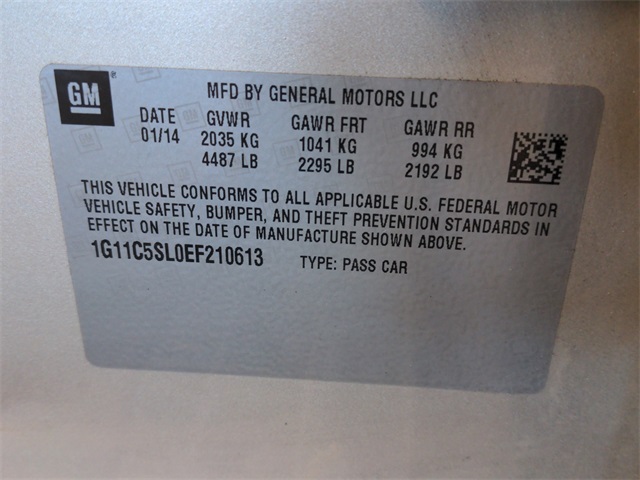 GM ® MFD BY GENERAL MOTORS LLC
DATE GVWR GAWR FRT GAWR RR
01/14 2035 KG 1041 KG 994 KG
4487 LB 2295 LB 2192 LB
THIS VEHICLE CONFORMS TO ALL APPLICABLE U.S. FEDERAL MOTOR
VEHICLE SAFETY, BUMPER, AND THEFT PREVENTION STANDARDS IN
EFFECT ON THE DATE OF MANUFACTURE SHOWN ABOVE.
1G11C5SL0EF210613 TYPE: PASS CAR